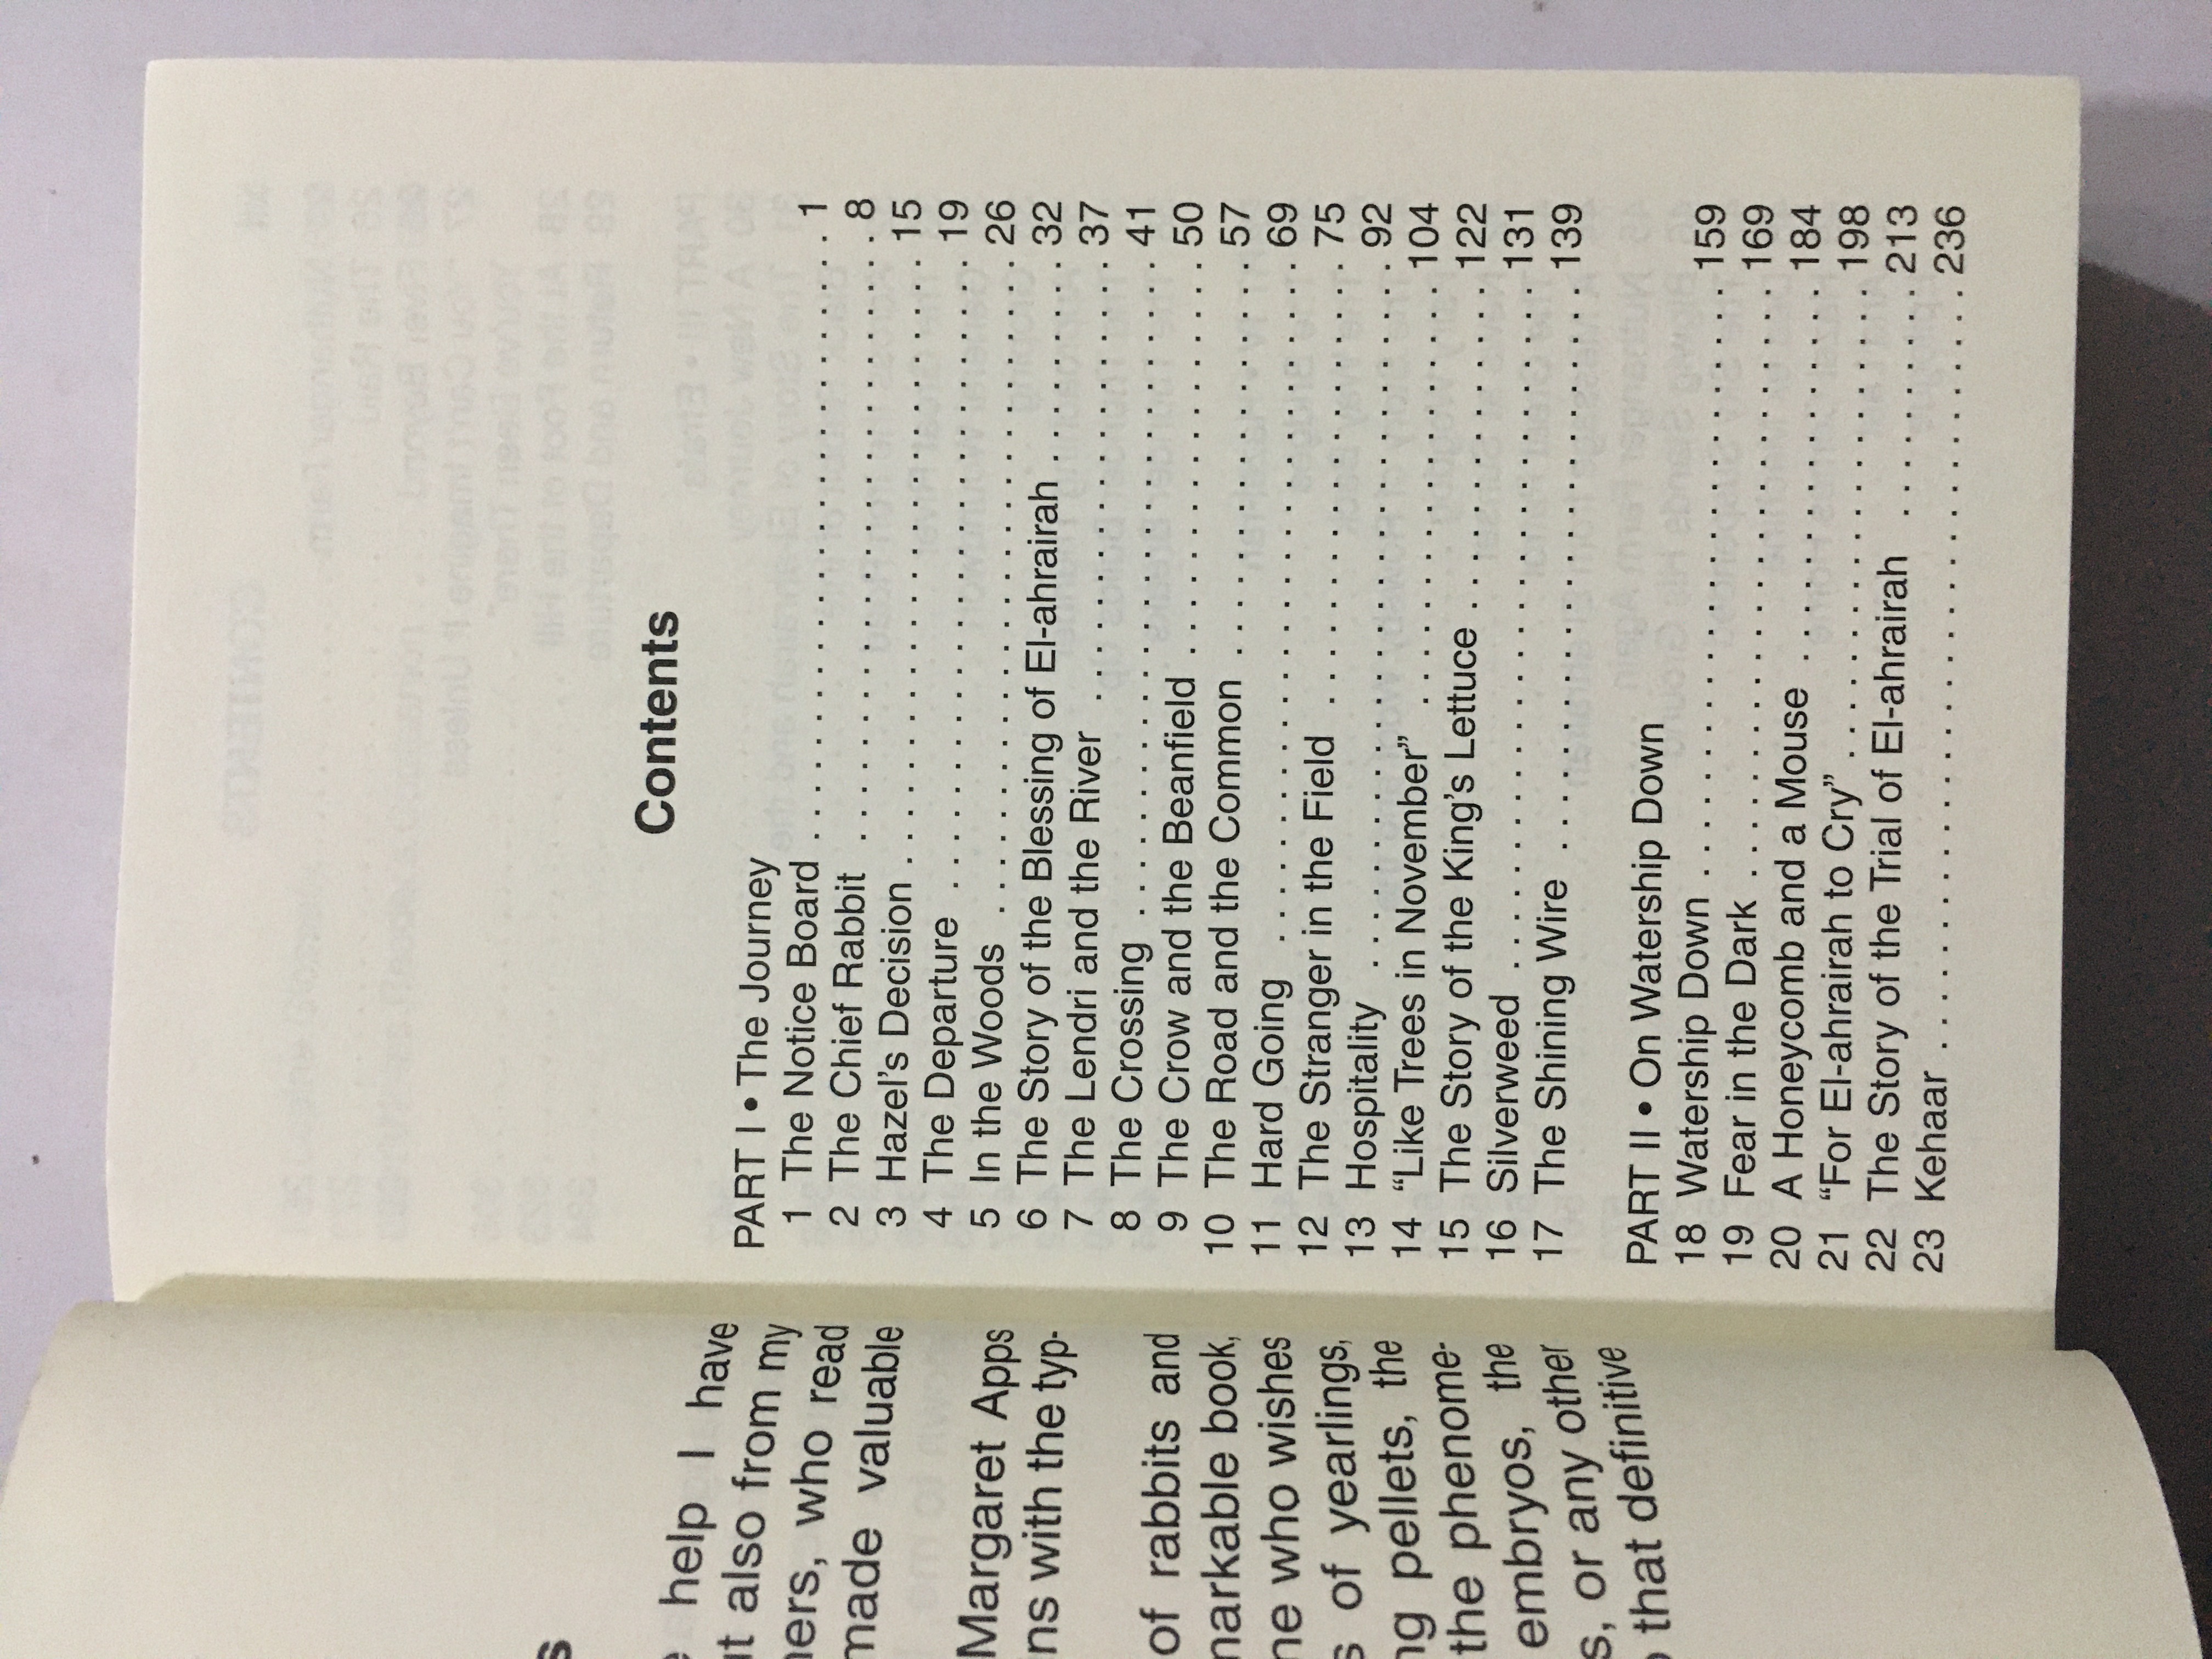 help I have
also from my
who read
made valuable
Margaret Apps
with the typ-
of rabbits and
book,
who wishes
of yearlings,
pellets, the
the phenome-
embryos, the
or any other
that definitive
Contents
PART I • The Journey
1 The Notice Board . . . . . . . . . . . . . . . . . . . . 1
2 The Chief Rabbit . . . . . . . . . . . . . . . . . . . . 8
3 Hazel's Decision . . . . . . . . . . . . . . . . . . . . 15
4 The Departure . . . . . . . . . . . . . . . . . . . . 19
5 In the Woods . . . . . . . . . . . . . . . . . . . . 26
6 The Story of the Blessing of El-ahrairah . . . . . . 32
7 The Lendri and the River . . . . . . . . . . . . . . 37
8 The Crossing . . . . . . . . . . . . . . . . . . . . 41
9 The Crow and the Beanfield . . . . . . . . . . . . 50
10 The Road and the Common . . . . . . . . . . . . 57
11 Hard Going . . . . . . . . . . . . . . . . . . . . 69
12 The Stranger in the Field . . . . . . . . . . . . . . 75
13 Hospitality . . . . . . . . . . . . . . . . . . . . 92
14 “Like Trees in November” . . . . . . . . . . . . . . 104
15 The Story of the King’s Lettuce . . . . . . . . . . 122
16 Silverweed . . . . . . . . . . . . . . . . . . . . 131
17 The Shining Wire . . . . . . . . . . . . . . . . . . 139
PART II • On Watership Down
18 Watership Down . . . . . . . . . . . . . . . . . . 159
19 Fear in the Dark . . . . . . . . . . . . . . . . . . 169
20 A Honeycomb and a Mouse . . . . . . . . . . . . 184
21 “For El-ahrairah to Cry” . . . . . . . . . . . . . . 198
22 The Story of the Trial of El-ahrairah . . . . . . . . 213
23 Kehaar . . . . . . . . . . . . . . . . . . . . 236